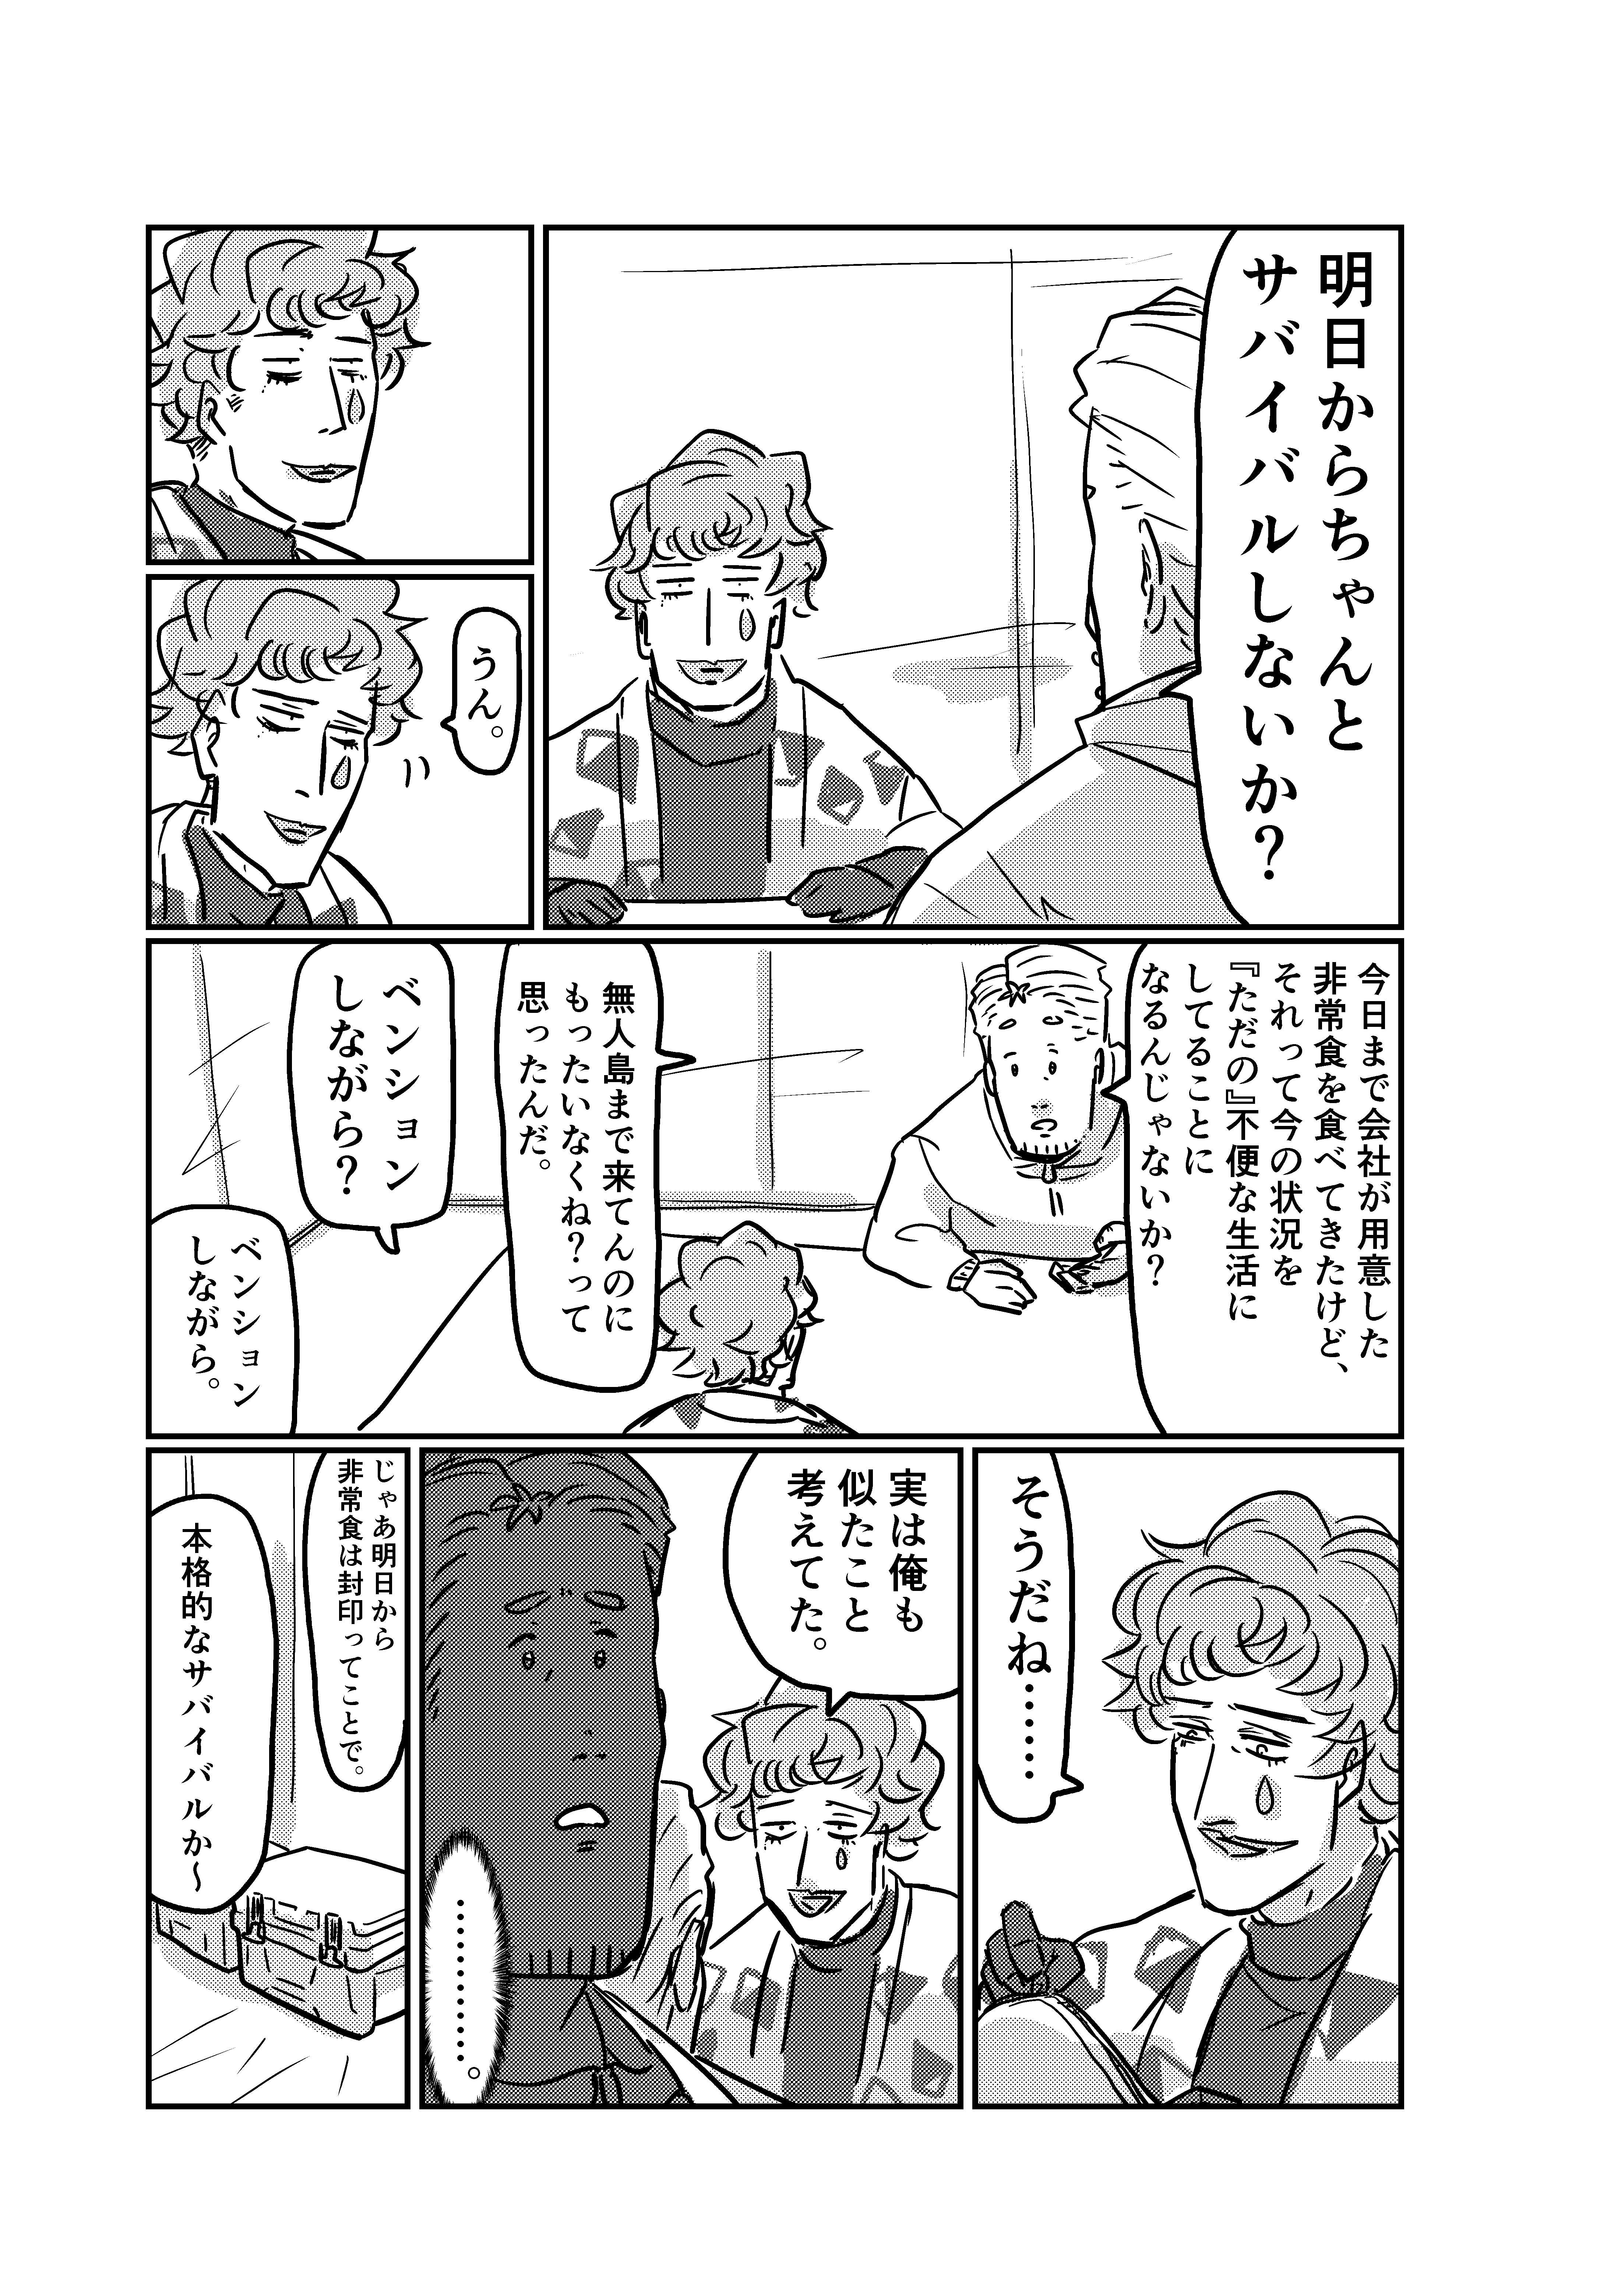 明日からちゃんと
サバイバルしないか？
うん。
今日まで会社が用意した
非常食を食べてきたけど、
それって今の状況を
『ただの』不便な生活に
してることに
なるんじゃないか？
無人島まで来てんのに
もったいなくね？って
思ったんだ。
ベンション
しながら？
ベンション
しながら。
そうだね……
実は俺も
似たこと
考えてた。
…………。
じゃあ明日から
非常食は封印ってことで。
本格的なサバイバルか～